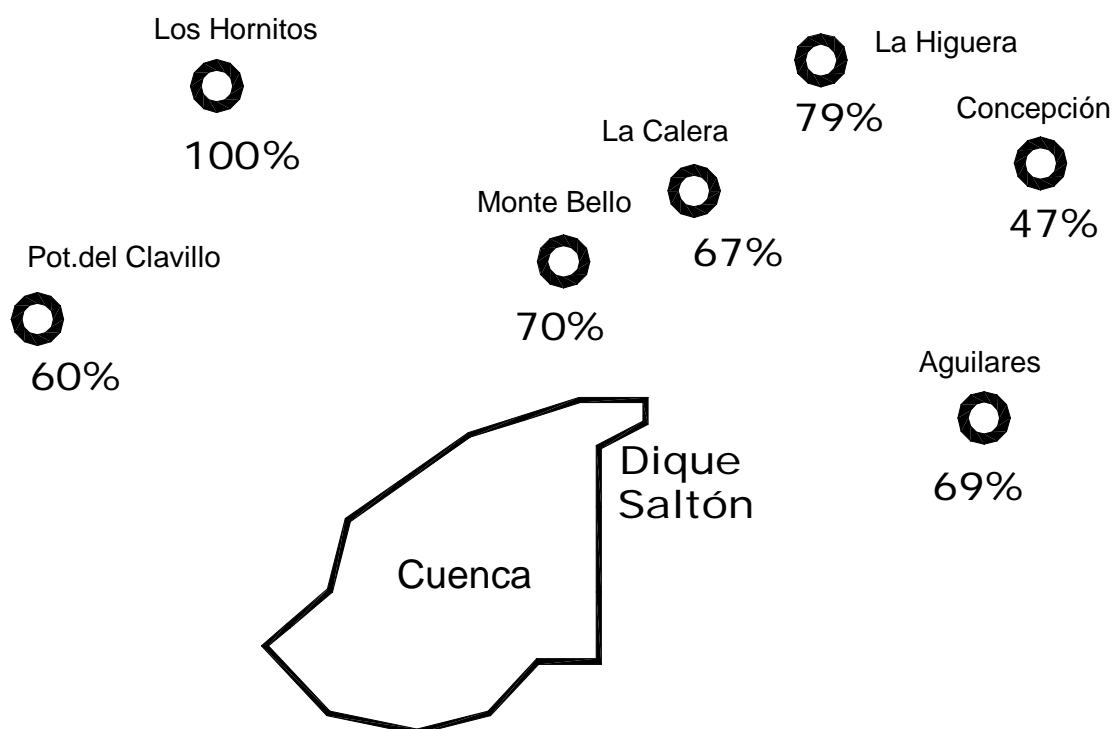 Los Hornitos
100%
La Higuera
79%
Concepción
47%
La Calera
67%
Monte Bello
70%
Pot.del Clavillo
60%
Aguilares
69%
Dique
Saltón
Cuenca